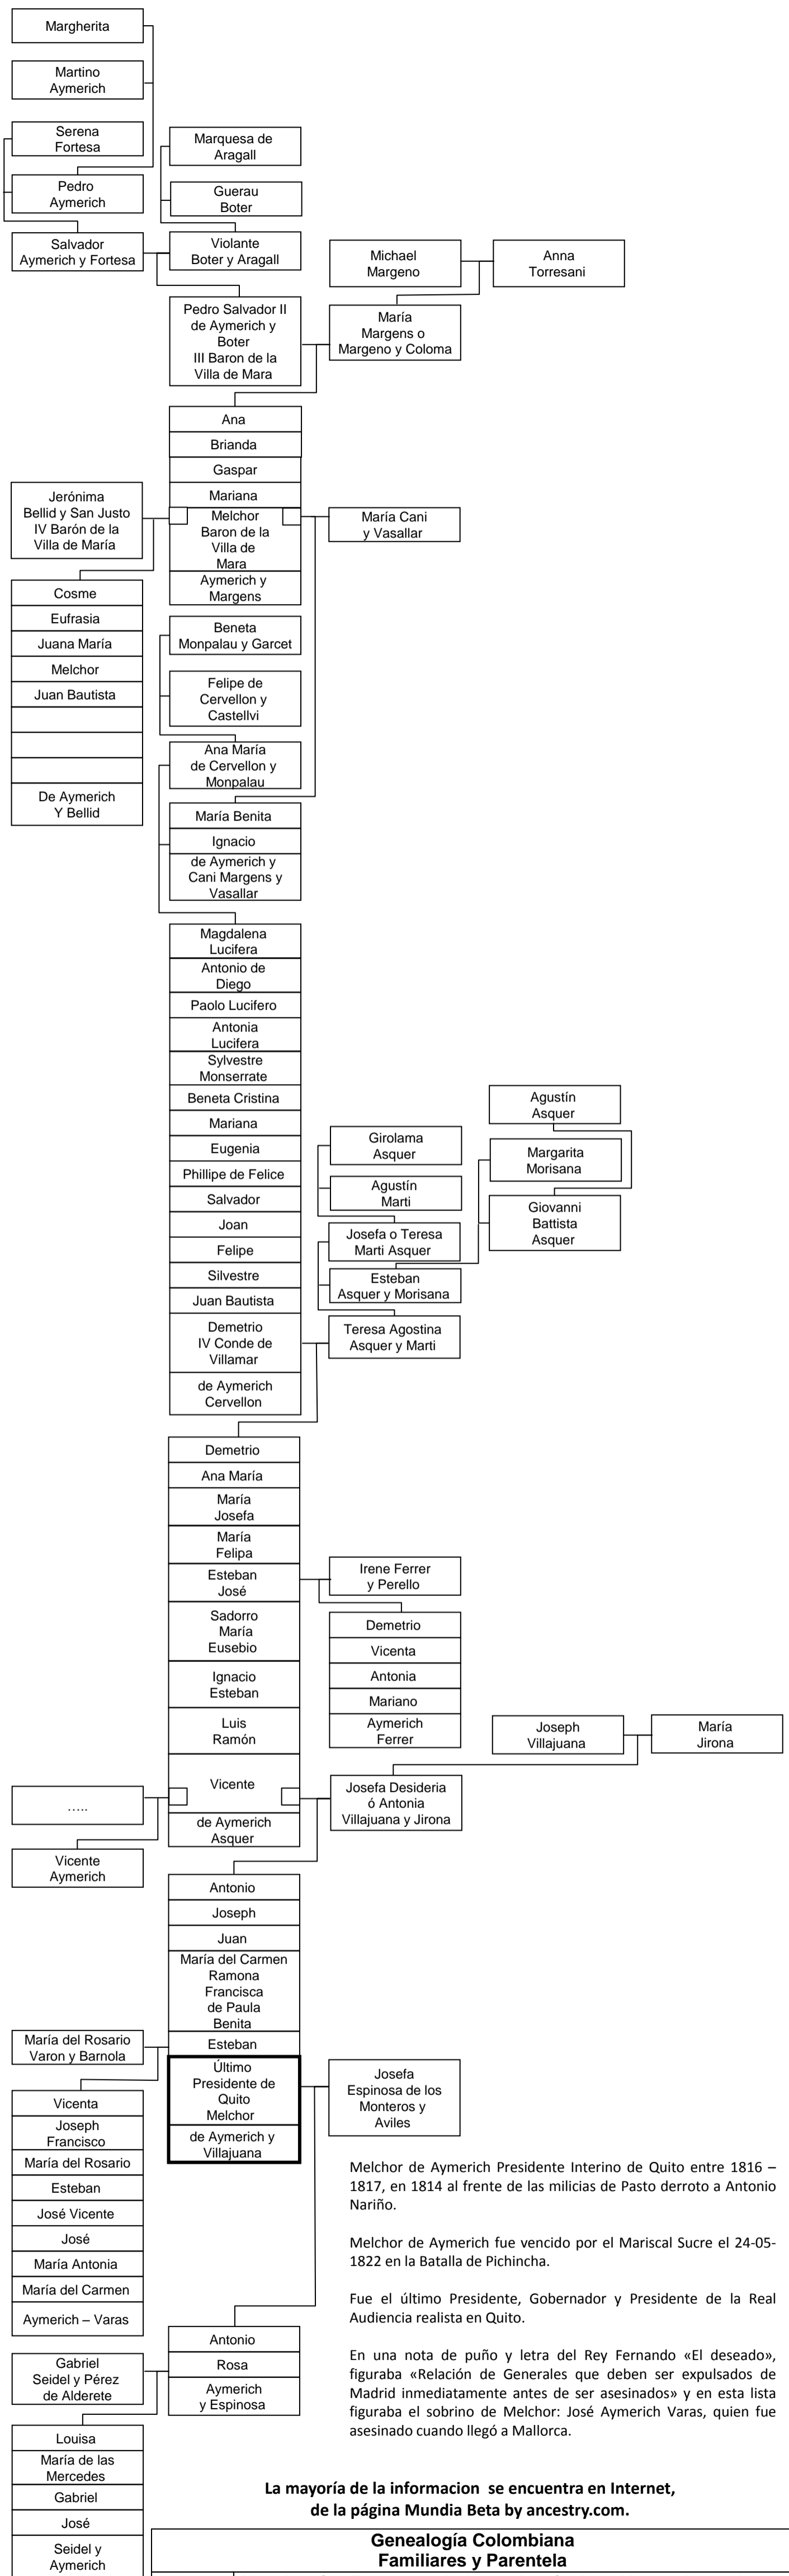 Margherita
Martino
Aymerich
Serena
Fortesa
Pedro
Aymerich
Salvador
Aymerich y Fortesa
Marquesa de
Aragall
Guerau
Boter
Violante
Boter y Aragall
Michael
Margeno
Anna
Torresani
Pedro Salvador II
de Aymerich y
Boter
III Baron de la
Villa de Mara
María
Margens o
Margeno y Coloma
Ana
Brianda
Gaspar
Mariana
Melchor
Baron de la
Villa de
Mara
Aymerich y
Margens
Jerónima
Bellid y San Justo
IV Barón de la
Villa de María
María Cani
y Vasallar
Cosme
Eufrasia
Juana María
Melchor
Juan Bautista
De Aymerich
Y Bellid
Beneta
Monpalau y Garcet
Felipe de
Cervellon y
Castellvi
Ana María
de Cervellon y
Monpalau
María Benita
Ignacio
de Aymerich y
Cani Margens y
Vasallar
Magdalena
Lucifera
Antonio de
Diego
Paolo Lucifero
Antonia
Lucifera
Sylvestre
Monserrate
Beneta Cristina
Mariana
Eugenia
Phillipe de Felice
Salvador
Joan
Felipe
Silvestre
Juan Bautista
Demetrio
IV Conde de
Villamar
de Aymerich
Cervellon
Girolama
Asquer
Agustín
Marti
Josefa o Teresa
Marti Asquer
Esteban
Asquer y Morisana
Teresa Agostina
Asquer y Marti
Agustín
Asquer
Margarita
Morisana
Giovanni
Battista
Asquer
Demetrio
Ana María
María
Josefa
María
Felipa
Esteban
José
Sadorro
María
Eusebio
Ignacio
Esteban
Luis
Ramón
Vicente
de Aymerich
Asquer
Irene Ferrer
y Perello
Demetrio
Vicenta
Antonia
Mariano
Aymerich
Ferrer
Joseph
Villajuana
María
Jirona
Josefa Desideria
ó Antonia
Villajuana y Jirona
…..
Vicente
Aymerich
Antonio
Joseph
Juan
María del Carmen
Ramona
Francisca
de Paula
Benita
Esteban
Último
Presidente de
Quito
Melchor
de Aymerich y
Villajuana
María del Rosario
Varon y Barnola
Josefa
Espinosa de los
Monteros y
Aviles
Vicenta
Joseph
Francisco
María del Rosario
Esteban
José Vicente
José
María Antonia
María del Carmen
Aymerich – Varas
Antonio
Rosa
Aymerich
y Espinosa
Gabriel
Seidel y Pérez
de Alderete
Louisa
María de las
Mercedes
Gabriel
José
Seidel y
Aymerich
Melchor de Aymerich Presidente Interino de Quito entre 1816 –
1817, en 1814 al frente de las milicias de Pasto derroto a Antonio
Nariño.
Melchor de Aymerich fue vencido por el Mariscal Sucre el 24-05-
1822 en la Batalla de Pichincha.
Fue el último Presidente, Gobernador y Presidente de la Real
Audiencia realista en Quito.
En una nota de puño y letra del Rey Fernando «El deseado»,
figuraba «Relación de Generales que deben ser expulsados de
Madrid inmediatamente antes de ser asesinados» y en esta lista
figuraba el sobrino de Melchor: José Aymerich Varas, quien fue
asesinado cuando llegó a Mallorca.
La mayoría de la informacion se encuentra en Internet,
de la página Mundia Beta by ancestry.com.
Genealogía Colombiana
Familiares y Parentela